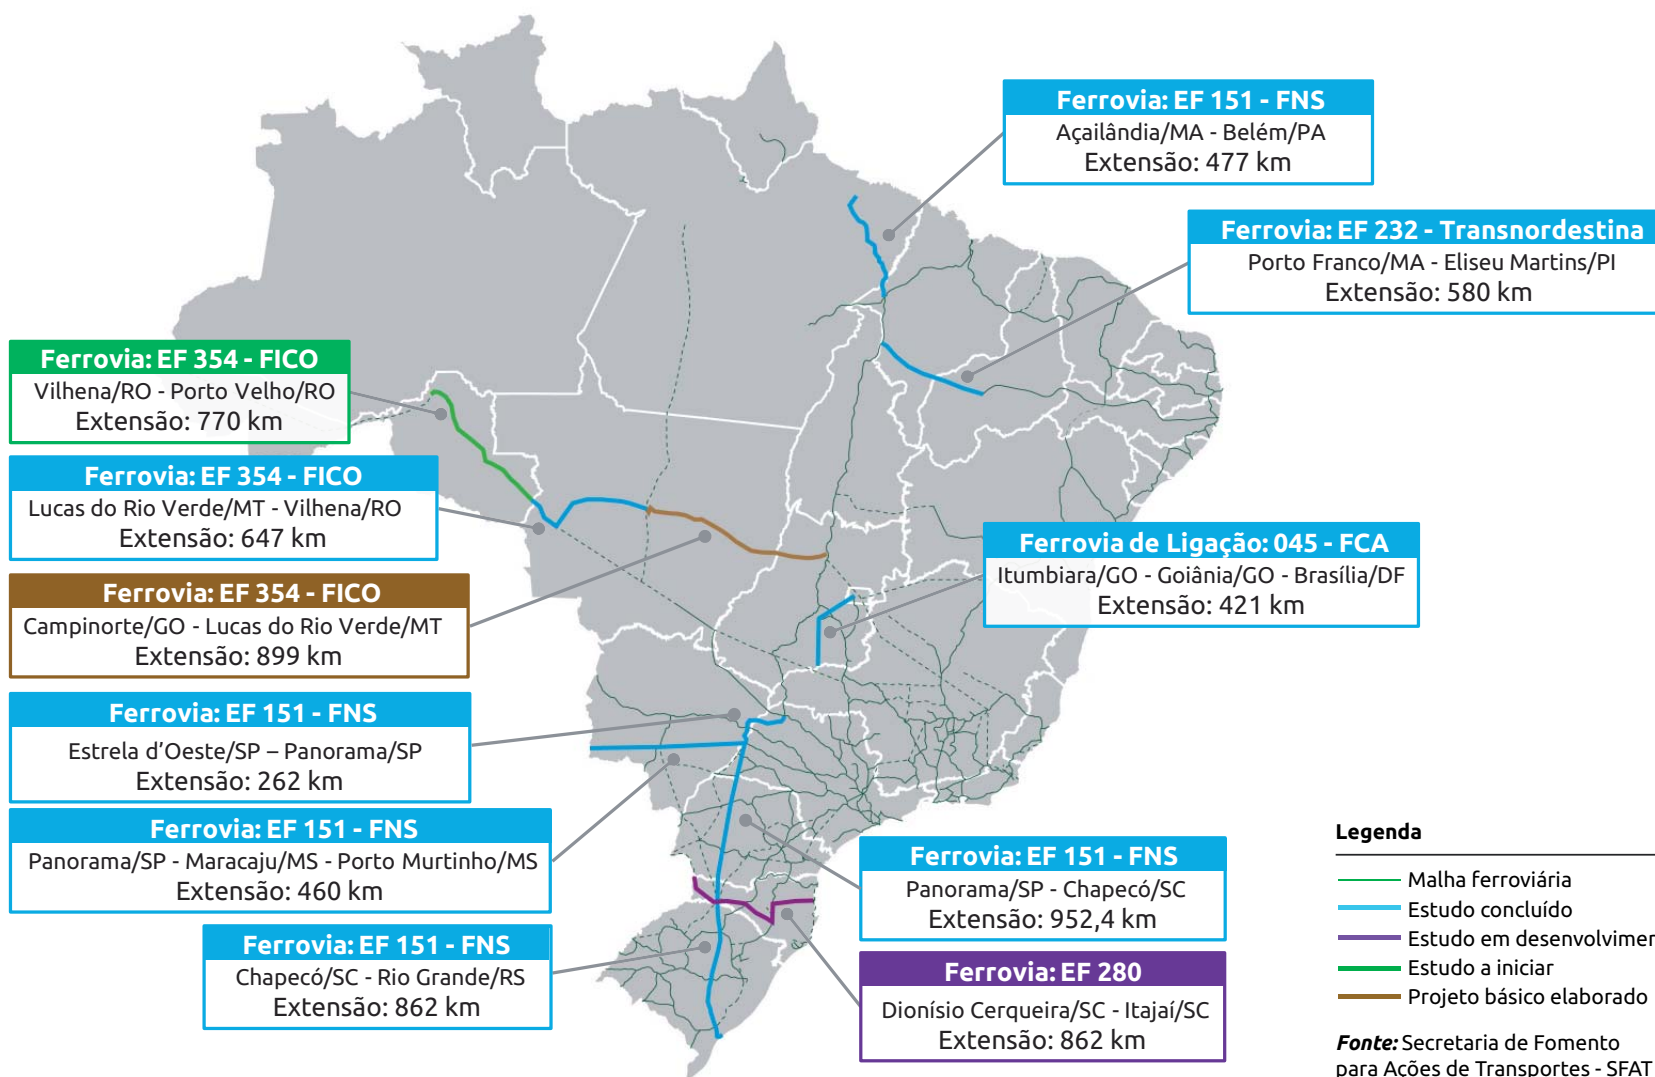 Ferrovia: EF 151 - FNS
Açailândia/MA - Belém/PA
Extensão: 477 km
Ferrovia: EF 232 - Transnordestina
Porto Franco/MA - Eliseu Martins/PI
Extensão: 580 km
Ferrovia: EF 354 - FICO
Vilhena/RO - Porto Velho/RO
Extensão: 770 km
Ferrovia: EF 354 - FICO
Lucas do Rio Verde/MT - Vilhena/RO
Extensão: 647 km
Ferrovia de Ligação: 045 - FCA
Itumbiara/GO - Goiânia/GO - Brasília/DF
Extensão: 421 km
Ferrovia: EF 354 - FICO
Campinorte/GO - Lucas do Rio Verde/MT
Extensão: 899 km
Ferrovia: EF 151 - FNS
Estrela d’Oeste/SP – Panorama/SP
Extensão: 262 km
Ferrovia: EF 151 - FNS
Panorama/SP - Maracaju/MS - Porto Murtinho/MS
Extensão: 460 km
Ferrovia: EF 151 - FNS
Panorama/SP - Chapecó/SC
Extensão: 952,4 km
Ferrovia: EF 151 - FNS
Chapecó/SC - Rio Grande/RS
Extensão: 862 km
Ferrovia: EF 280
Dionísio Cerqueira/SC - Itajaí/SC
Extensão: 862 km
Legenda
Malha ferroviária
Estudo concluído
Estudo em desenvolvimen
Estudo a iniciar
Projeto básico elaborado
Fonte: Secretaria de Fomento
para Ações de Transportes - SFAT